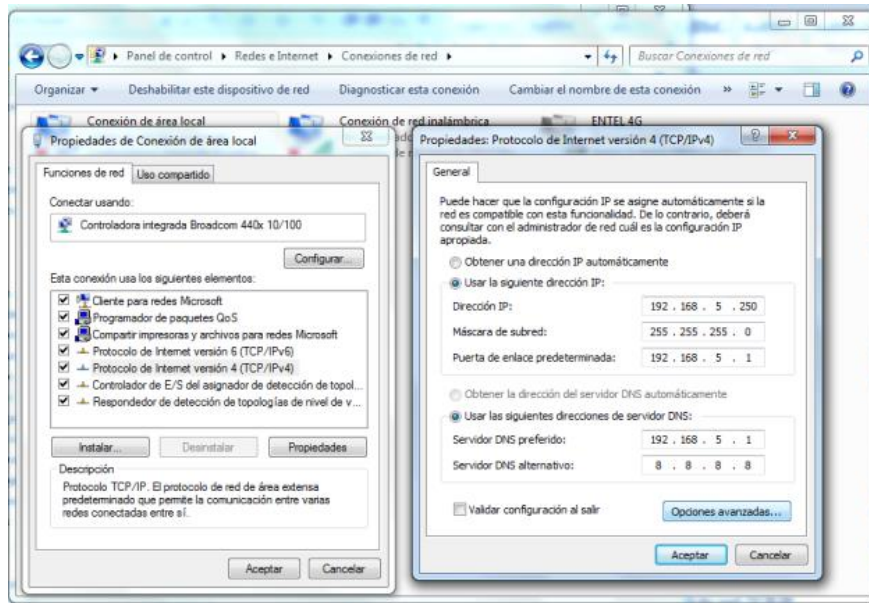 Panel de control
Redes e Internet
Conexiones de red
Buscar Conexiones de red
Organizar
Deshabilitar este dispositivo de red
Diagnosticar esta conexión
Cambiar el nombre de esta conexión
»
Conexión de área local
Conexión de red inalámbrica
ENTEL 4G
Propiedades de Conexión de área local
Funciones de red
Uso compartido
Conectar usando:
Controladora integrada Broadcom 440x 10/100
Configurar...
Esta conexión usa los siguientes elementos:
Cliente para redes Microsoft
Programador de paquetes QoS
Compartir impresoras y archivos para redes Microsoft
Protocolo de Internet versión 6 (TCP/IPv6)
Protocolo de Internet versión 4 (TCP/IPv4)
Controlador de E/S del asignador de detección de topol...
Respondedor de detección de topologías de nivel de v...
Instalar...
Desinstalar
Propiedades
Descripción
Protocolo TCP/IP. El protocolo de red de área extensa
predeterminado que permite la comunicación entre varias
redes conectadas entre sí.
Aceptar
Cancelar
Propiedades: Protocolo de Internet versión 4 (TCP/IPv4)
General
Puede hacer que la configuración IP se asigne automáticamente si la
red es compatible con esta funcionalidad. De lo contrario, deberá
consultar con el administrador de red cuál es la configuración IP
apropiada.
Obtener una dirección IP automáticamente
Usar la siguiente dirección IP:
Dirección IP: 192 . 168 . 5 . 250
Máscara de subred: 255 . 255 . 255 . 0
Puerta de enlace predeterminada: 192 . 168 . 5 . 1
Obtener la dirección del servidor DNS automáticamente
Usar las siguientes direcciones de servidor DNS:
Servidor DNS preferido: 192 . 168 . 5 . 1
Servidor DNS alternativo: 8 . 8 . 8 . 8
Validar configuración al salir
Opciones avanzadas...
Aceptar
Cancelar